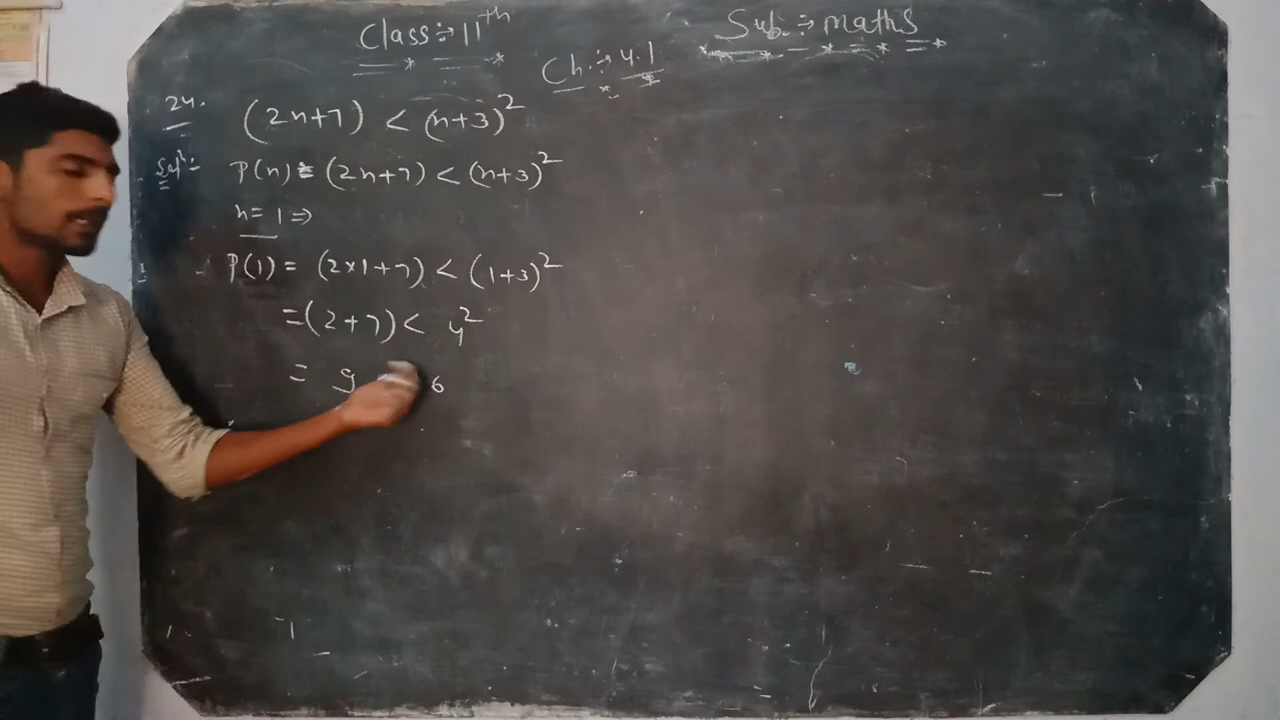 Class:- 11th
Sub:- maths
Ch:- 4.1
24. (2n+7) < (n+3)²
Solⁿ:- P(n) = (2n+7) < (n+3)²
n=1 ⇒
P(1) = (2×1+7) < (1+3)²
= (2+7) < 4²
= 9 6